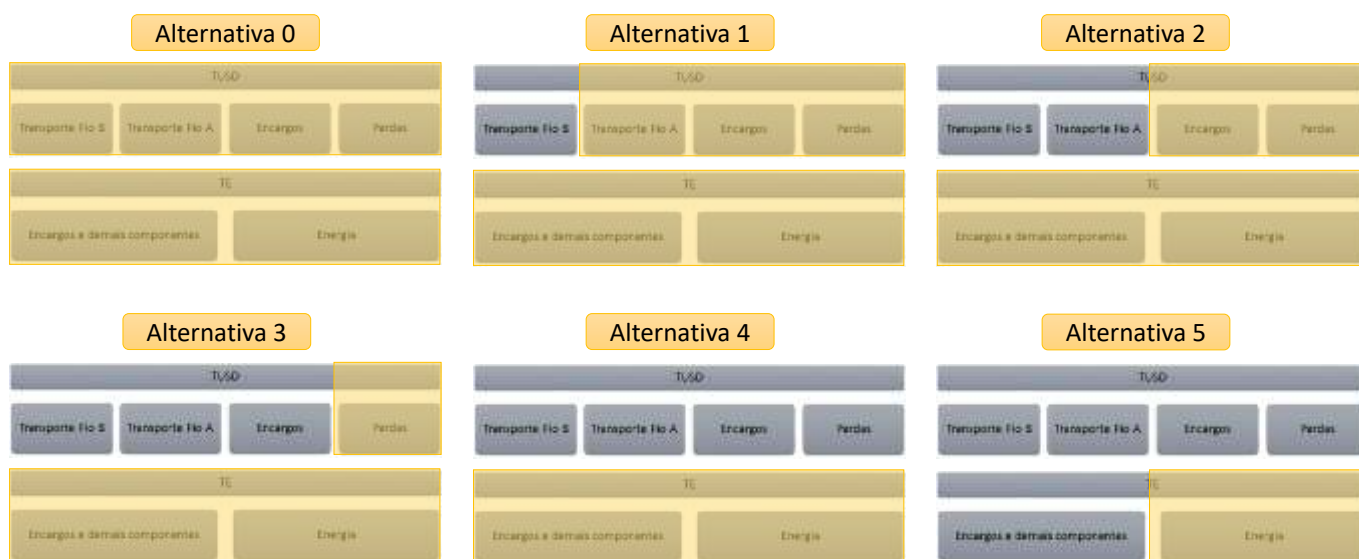 Alternativa 0
Alternativa 1
Alternativa 2
TUSD
TUSD
TUSD
Transporte Fio B
Transporte Fio A
Encargos
Perdas
Transporte Fio B
Transporte Fio A
Encargos
Perdas
Transporte Fio B
Transporte Fio A
Encargos
Perdas
TE
TE
TE
Encargos e demais componentes
Energia
Encargos e demais componentes
Energia
Encargos e demais componentes
Energia
Alternativa 3
Alternativa 4
Alternativa 5
TUSD
TUSD
TUSD
Transporte Fio B
Transporte Fio A
Encargos
Perdas
Transporte Fio B
Transporte Fio A
Encargos
Perdas
Transporte Fio B
Transporte Fio A
Encargos
Perdas
TE
TE
TE
Encargos e demais componentes
Energia
Encargos e demais componentes
Energia
Encargos e demais componentes
Energia